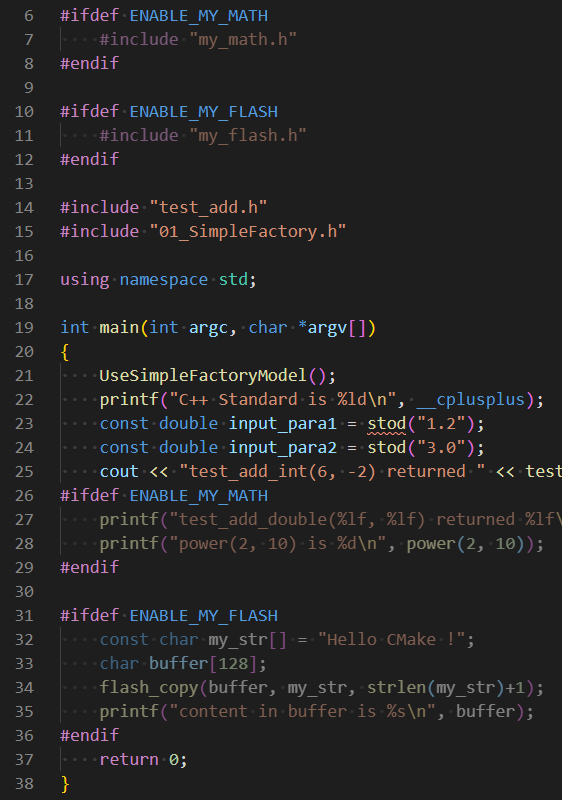 6 #ifdef ENABLE_MY_MATH
7 #include "my_math.h"
8 #endif
9
10 #ifdef ENABLE_MY_FLASH
11 #include "my_flash.h"
12 #endif
13
14 #include "test_add.h"
15 #include "01_SimpleFactory.h"
16
17 using namespace std;
18
19 int main(int argc, char *argv[])
20 {
21 UseSimpleFactoryModel();
22 printf("C++ Standard is %ld\n", __cplusplus);
23 const double input_para1 = stod("1.2");
24 const double input_para2 = stod("3.0");
25 cout << "test_add_int(6, -2) returned " << test
26 #ifdef ENABLE_MY_MATH
27 printf("test_add_double(%lf, %lf) returned %lf\
28 printf("power(2, 10) is %d\n", power(2, 10));
29 #endif
30
31 #ifdef ENABLE_MY_FLASH
32 const char my_str[] = "Hello CMake !";
33 char buffer[128];
34 flash_copy(buffer, my_str, strlen(my_str)+1);
35 printf("content in buffer is %s\n", buffer);
36 #endif
37 return 0;
38 }